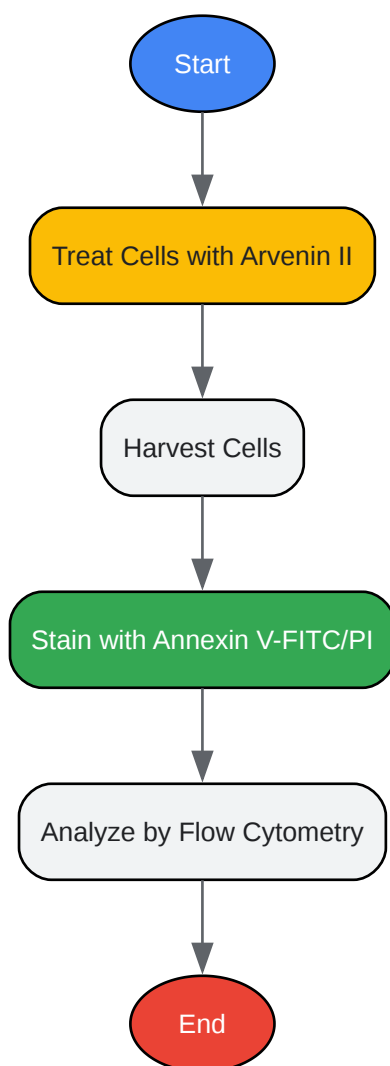 Start
Treat Cells with Arvenin II
Harvest Cells
Stain with Annexin V-FITC/PI
Analyze by Flow Cytometry
End